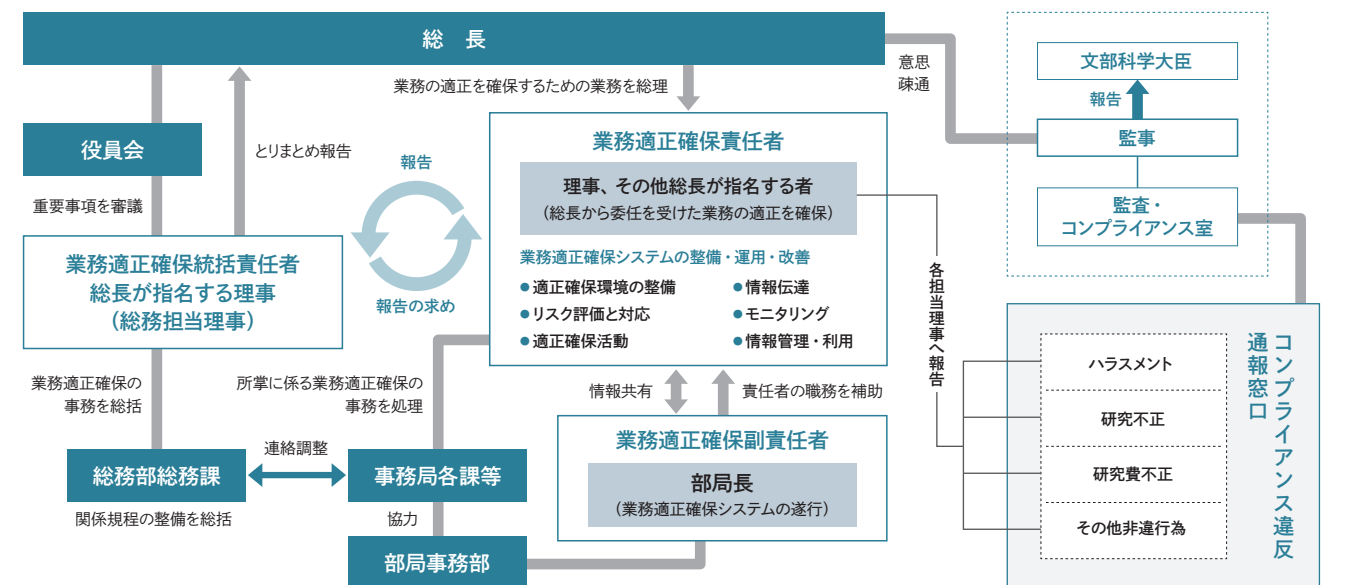 総　長
意思
疎通
業務の適正を確保するための業務を総理
役員会
とりまとめ報告
重要事項を審議
業務適正確保統括責任者
総長が指名する理事
（総務担当理事）
報告
報告の求め
業務適正確保責任者
理事、その他総長が指名する者
（総長から委任を受けた業務の適正を確保）
業務適正確保システムの整備・運用・改善
●適正確保環境の整備
●リスク評価と対応
●適正確保活動
●情報伝達
●モニタリング
●情報管理・利用
文部科学大臣
報告
監事
監査・
コンプライアンス室
各担当理事へ報告
コンプライアンス違反
通報窓口
ハラスメント
研究不正
研究費不正
その他非違行為
業務適正確保の
事務を総括
所掌に係る業務適正確保の
事務を処理
情報共有
責任者の職務を補助
業務適正確保副責任者
部局長
（業務適正確保システムの遂行）
総務部総務課
連絡調整
事務局各課等
関係規程の整備を総括
協力
部局事務部